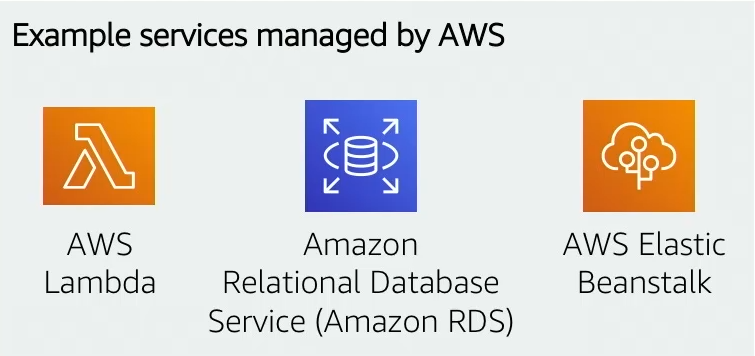 Example services managed by AWS
AWS
Lambda
Amazon
Relational Database
Service (Amazon RDS)
AWS Elastic
Beanstalk